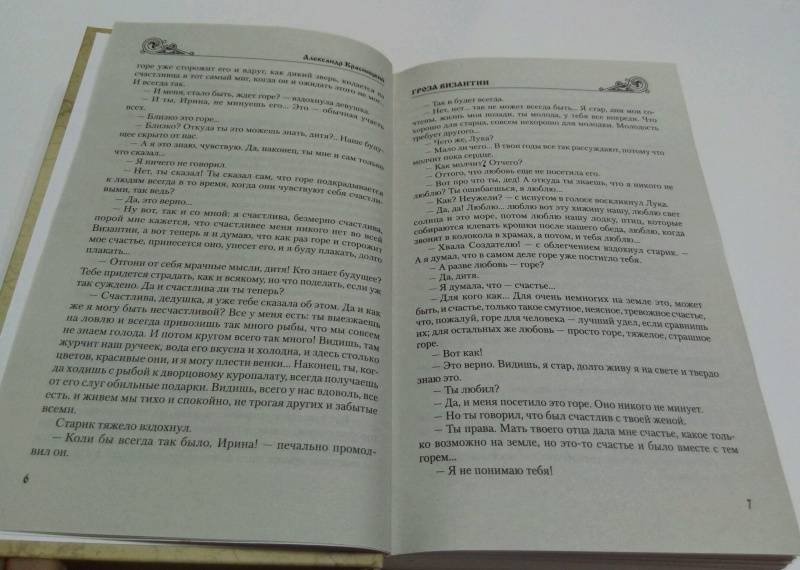 Александр Красницкий
горе уже сторожит его и вдруг, как дикий зверь, кидается на
счастливца в тот самый миг, когда он и ожидать этого не мог...
И всегда так.
— И меня, стало быть, ждет горе? — вздохнула девушка.
— И ты, Ирина, не минуешь его... Это — обычная участь
всех.
— Близко это горе...
— Близко? Откуда ты это можешь знать, дитя?.. Наше буду-
щее скрыто от нас.
— А я это знаю, чувствую. Да, наконец, ты мне и сам только
что сказал...
— Я ничего не говорил.
— Нет, ты сказал! Ты сказал сам, что горе подкрадывается
к людям всегда в то время, когда они чувствуют себя счастли-
выми, так ведь?
— Да, это верно...
— Ну вот, так и со мной: я счастлива, безмерно счастлива,
порой мне кажется, что счастливее меня никого нет во всей
Византии, а вот теперь я и думаю, что как раз горе и сторожит
мое счастье, принесется оно, унесет его, и я буду плакать, долго
плакать...
— Отгони от себя мрачные мысли, дитя! Кто знает будущее?
Тебе придется страдать, как и всякому, но что поделать, если уж
так суждено. Да и счастлива ли ты теперь?
— Счастлива, дедушка, я уже тебе сказала об этом. Да и как
же я могу быть несчастливой? Все у меня есть: ты выезжаешь
на ловлю и всегда привозишь так много рыбы, что мы совсем
не знаем голода. И потом кругом всего так много! Видишь, там
журчит наш ручеек, вода его вкусна и холодна, и здесь столько
цветов, красивые они, и я могу плести венки... Наконец, ты, ког-
да ходишь с рыбой к дворцовому куропалату, всегда получаешь
от его слуг обильные подарки. Видишь, всего у нас вдоволь, все
есть, и живем мы тихо и спокойно, не трогая других и забытые
всеми.
Старик тяжело вздохнул.
— Коли бы всегда так было, Ирина! — печально промол-
вил он.
6
ГРОЗА ВИЗАНТИИ
— Так и будет всегда.
— Нет, нет... так не может всегда быть... Я стар, дни мои со-
чтены, жизнь моя позади, ты молода, у тебя все впереди. Что
хорошо для старца, совсем нехорошо для молодки. Молодость
требует другого...
— Чего же, Лука?
— Мало ли чего... В твои годы все так рассуждают, потому что
молчит пока сердце.
— Как молчит? Отчего?
— Оттого, что любовь еще не посетила его.
— Вот про что ты, дед! А откуда ты знаешь, что я никого не
люблю? Ты ошибаешься, я люблю...
— Как? Неужели? — с испугом в голосе воскликнул Лука.
— Да, да! Люблю... люблю вот эту хижину нашу, люблю свет
солнца и это море, потом люблю нашу лодку, птиц, которые
собираются клевать крошки после нашего обеда, люблю, когда
звонят в колокола в храмах, а потом, и тебя люблю...
— Хвала Создателю! — с облегчением вздохнул старик. —
А я думал, что в самом деле горе уже постигло тебя.
— А разве любовь — горе?
— Да, дитя.
— Я думала, что — счастье...
— Для кого как... Для очень немногих на земле это, может
быть, и счастье, только такое смутное, неясное, тревожное счастье,
что, пожалуй, горе для человека — лучший удел, если сравнишь
их; для остальных же любовь — просто горе, тяжелое, страшное
горе.
— Вот как!
— Это верно. Видишь, я стар, долго живу я на свете и твердо
знаю это.
— Ты любил?
— Да, и меня посетило это горе. Оно никого не минует.
— Но ты говорил, что был счастлив с твоей женой.
— Ты права. Мать твоего отца дала мне счастье, какое толь-
ко возможно на земле, но это-то счастье и было вместе с тем
горем...
— Я не понимаю тебя!
7